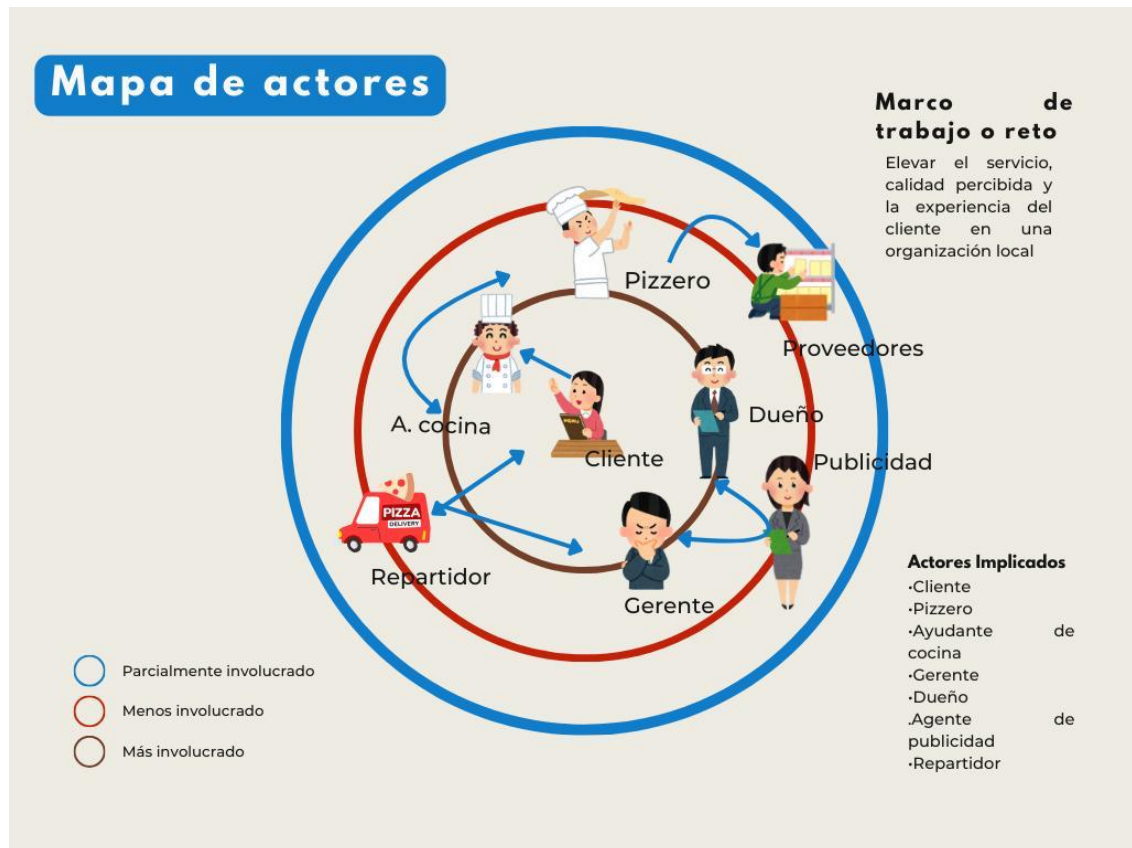 Mapa de actores
Marco de
trabajo o reto
Elevar el servicio,
calidad percibida y
la experiencia del
cliente en una
organización local
Pizzero
Proveedores
Dueño
A. cocina
Cliente
Publicidad
MENU
PIZZA
DELIVERY
Repartidor
Gerente
Actores Implicados
·Cliente
·Pizzero
·Ayudante de
cocina
·Gerente
·Dueño
.Agente de
publicidad
·Repartidor
Parcialmente involucrado
Menos involucrado
Más involucrado